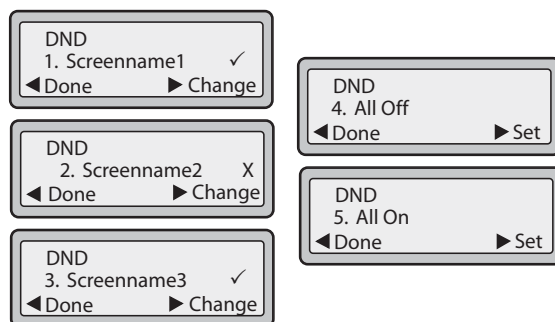 DND
1. Screenname1 ✓
◀ Done ▶ Change
DND
2. Screenname2 X
◀ Done ▶ Change
DND
3. Screenname3 ✓
◀ Done ▶ Change
DND
4. All Off
◀ Done ▶ Set
DND
5. All On
◀ Done ▶ Set